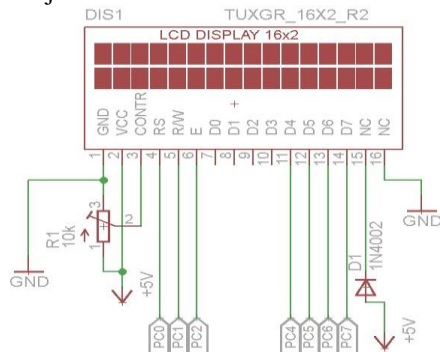 DIS1 TUXGR_16X2_R2
LCD DISPLAY 16x2
GND VCC CONTR RS R/W E D0 D1 D2 D3 D4 D5 D6 D7 NC NC
1 2 3 4 5 6 7 8 9 10 11 12 13 14 15 16
R1
10k
3
2
1
GND
+5V
PC0 PC1 PC2 PC4 PC5 PC6 PC7
D1
1N4002
GND
+5V